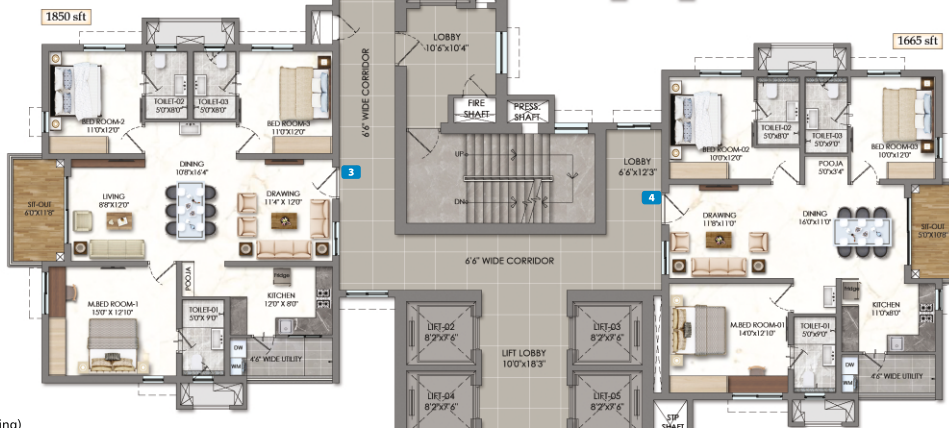 1850 sft
BED ROOM-2
11'0"X12'0"
TOILET-02
5'0"X8'0"
TOILET-03
5'0"X8'0"
BED ROOM-3
11'0"X12'0"
SIT-OUT
6'0"X11'8"
LIVING
8'8"X12'0"
DINING
10'8"X16'4"
DRAWING
11'4" X 12'0"
3
M.BED ROOM-1
15'0" X 12'10"
POOJA
TOILET-01
5'0"X 9'0"
KITCHEN
12'0" X 8'0"
Fridge
DW
WM
4'6" WIDE UTILITY
6'6" WIDE CORRIDOR
LOBBY
10'6"x10'4"
FIRE
SHAFT
PRESS.
SHAFT
UP
DN
LOBBY
6'6"x12'3"
6'6" WIDE CORRIDOR
LIFT-02
8'2"x7'6"
LIFT-03
8'2"x7'6"
LIFT LOBBY
10'0"x18'3"
LIFT-04
8'2"x7'6"
LIFT-05
8'2"x7'6"
STP
SHAFT
1665 sft
BED ROOM-02
10'0"X12'0"
TOILET-02
5'0"X8'0"
TOILET-03
5'0"X9'0"
BED ROOM-03
10'0"X12'0"
POOJA
5'0"X3'4"
4
DRAWING
11'8"X11'0"
DINING
16'0"X11'0"
SIT-OUT
5'0"X10'8"
M.BED ROOM-01
14'0"X12'10"
TOILET-01
5'0"X9'0"
Fridge
KITCHEN
11'0"X8'0"
DW
WM
4'6" WIDE UTILITY
ing)